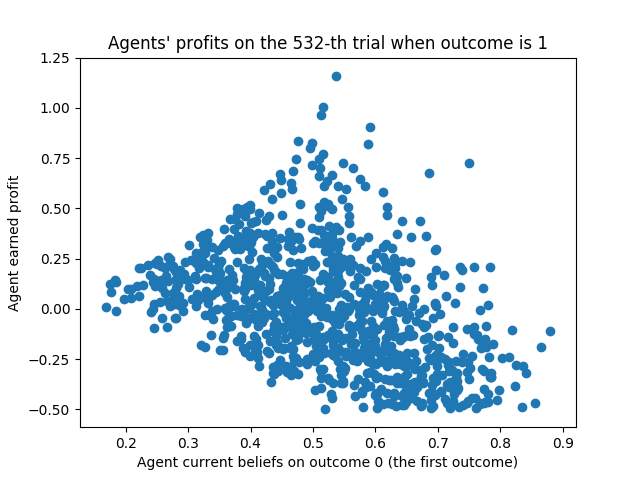 Agents' profits on the 532-th trial when outcome is 1
1.25
1.00
0.75
0.50
0.25
0.00
−0.25
−0.50
Agent earned profit
0.2 0.3 0.4 0.5 0.6 0.7 0.8 0.9
Agent current beliefs on outcome 0 (the first outcome)